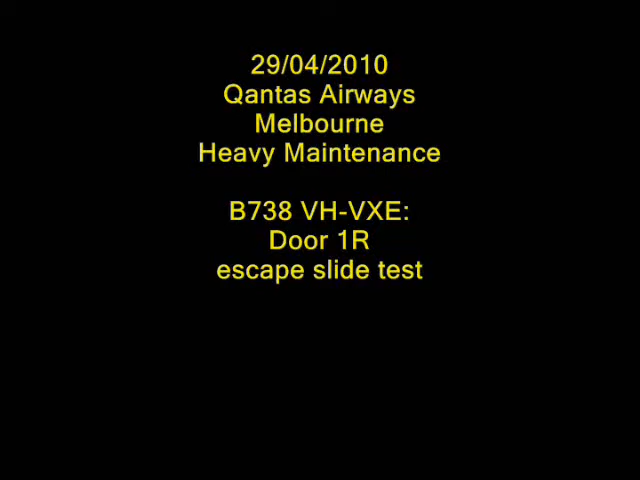 29/04/2010
Qantas Airways
Melbourne
Heavy Maintenance
B738 VH-VXE:
Door 1R
escape slide test